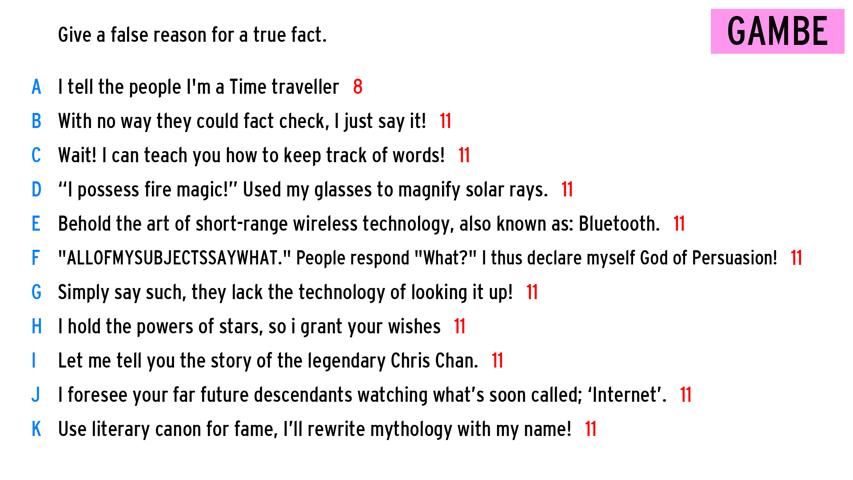 Give a false reason for a true fact.
GAMBE
A I tell the people I'm a Time traveller 8
B With no way they could fact check, I just say it! 11
C Wait! I can teach you how to keep track of words! 11
D “I possess fire magic!” Used my glasses to magnify solar rays. 11
E Behold the art of short-range wireless technology, also known as: Bluetooth. 11
F "ALLOFMYSUBJECTSSAYWHAT." People respond "What?" I thus declare myself God of Persuasion! 11
G Simply say such, they lack the technology of looking it up! 11
H I hold the powers of stars, so i grant your wishes 11
I Let me tell you the story of the legendary Chris Chan. 11
J I foresee your far future descendants watching what’s soon called; ‘Internet’. 11
K Use literary canon for fame, I’ll rewrite mythology with my name! 11